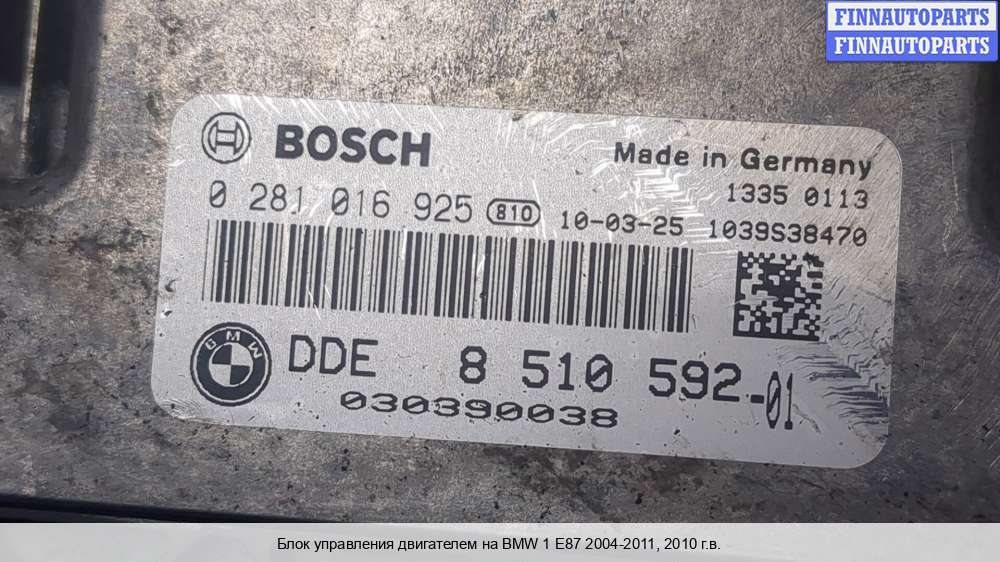 FINNAUTOPARTS
FINNAUTOPARTS
BOSCH
Made in Germany
1335 0113
0 281 016 925 810 10-03-25 1039S38470
BMW
DDE 8 510 592-01
030390038
Блок управления двигателем на BMW 1 E87 2004-2011, 2010 г.в.